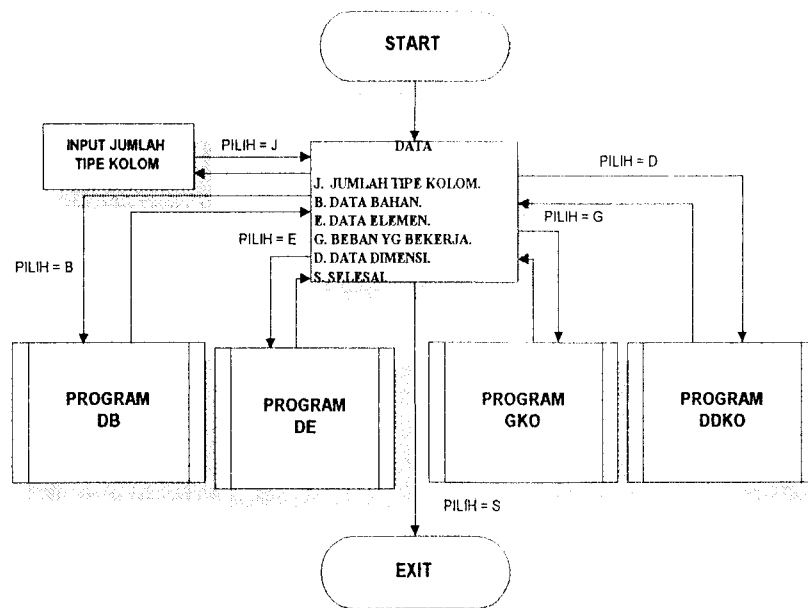 START
INPUT JUMLAH
TIPE KOLOM
PILIH = J
DATA
J. JUMLAH TIPE KOLOM.
B. DATA BAHAN.
E. DATA ELEMEN.
G. BEBAN YG BEKERJA.
D. DATA DIMENSI.
S. SELESAI.
PILIH = D
PILIH = G
PILIH = E
PILIH = B
PROGRAM
DB
PROGRAM
DE
PROGRAM
GKO
PROGRAM
DDKO
PILIH = S
EXIT